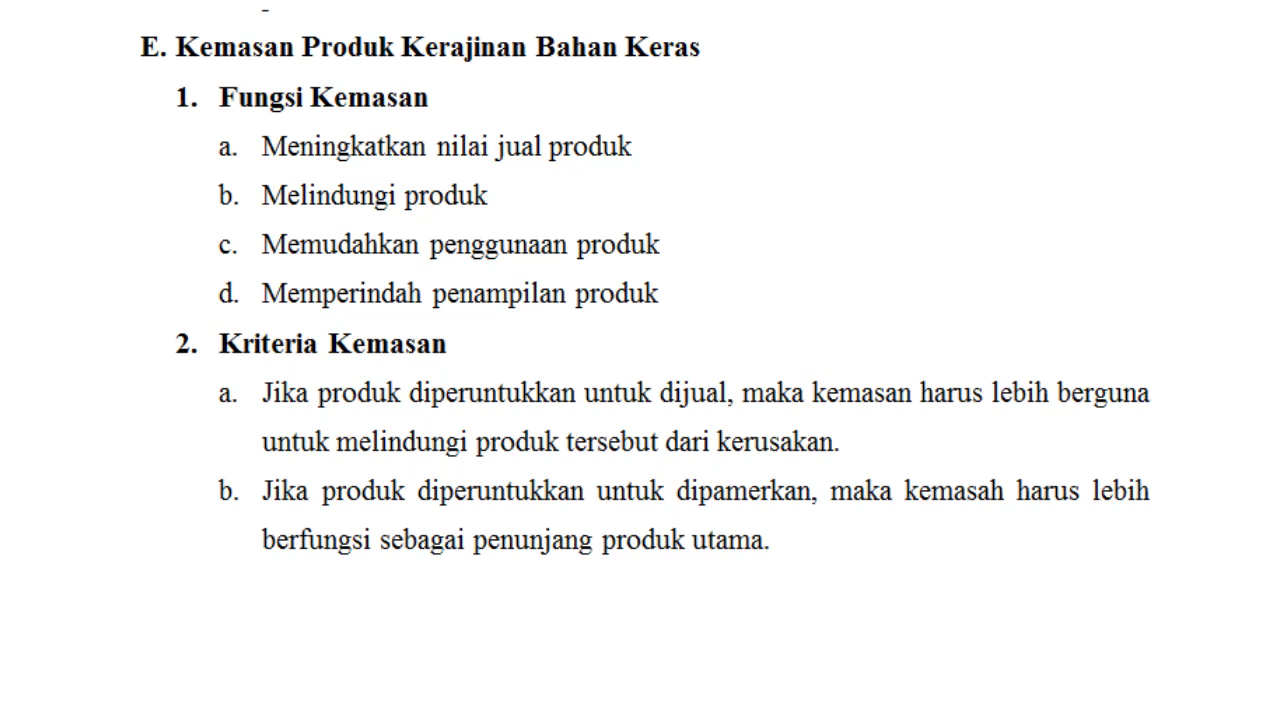 -
E. Kemasan Produk Kerajinan Bahan Keras
1. Fungsi Kemasan
a. Meningkatkan nilai jual produk
b. Melindungi produk
c. Memudahkan penggunaan produk
d. Memperindah penampilan produk
2. Kriteria Kemasan
a. Jika produk diperuntukkan untuk dijual, maka kemasan harus lebih berguna
untuk melindungi produk tersebut dari kerusakan.
b. Jika produk diperuntukkan untuk dipamerkan, maka kemasah harus lebih
berfungsi sebagai penunjang produk utama.